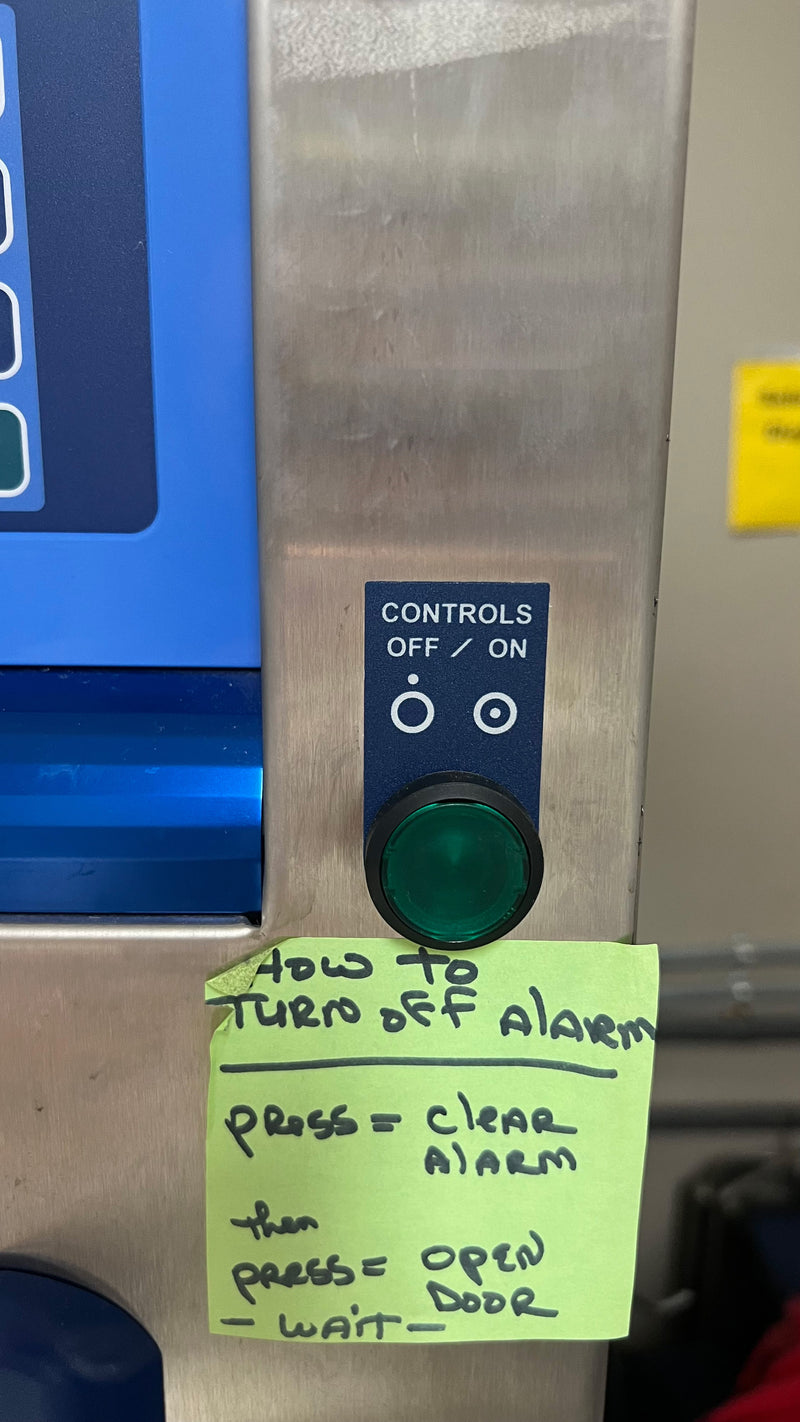 CONTROLS
OFF / ON
HOW TO
TURN OFF AlARM
pRess = clEAR
AlARM
then
pRESS = OPEN
DOOR
- WAIT -